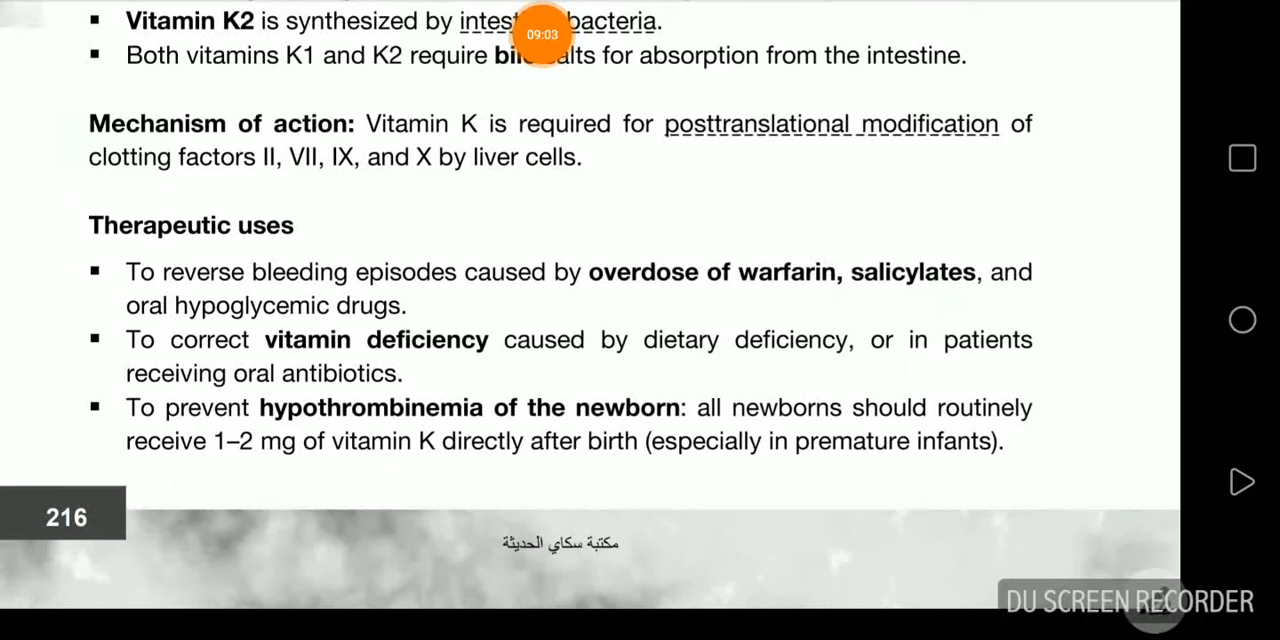 ▪ Vitamin K2 is synthesized by bacteria.
09:03
▪ Both vitamins K1 and K2 require for absorption from the intestine.
Mechanism of action: Vitamin K is required for posttranslational modification of
clotting factors II, VII, IX, and X by liver cells.
Therapeutic uses
▪ To reverse bleeding episodes caused by overdose of warfarin, salicylates, and
oral hypoglycemic drugs.
▪ To correct vitamin deficiency caused by dietary deficiency, or in patients
receiving oral antibiotics.
▪ To prevent hypothrombinemia of the newborn: all newborns should routinely
receive 1–2 mg of vitamin K directly after birth (especially in premature infants).
216
مكتبة سكاي الحديثة
DU SCREEN RECORDER